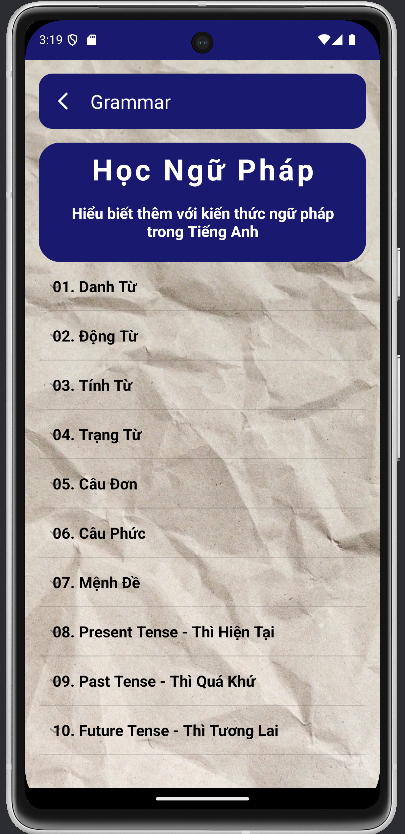 3:19
Grammar
Học Ngữ Pháp
Hiểu biết thêm với kiến thức ngữ pháp
trong Tiếng Anh
01. Danh Từ
02. Động Từ
03. Tính Từ
04. Trạng Từ
05. Câu Đơn
06. Câu Phức
07. Mệnh Đề
08. Present Tense - Thì Hiện Tại
09. Past Tense - Thì Quá Khứ
10. Future Tense - Thì Tương Lai